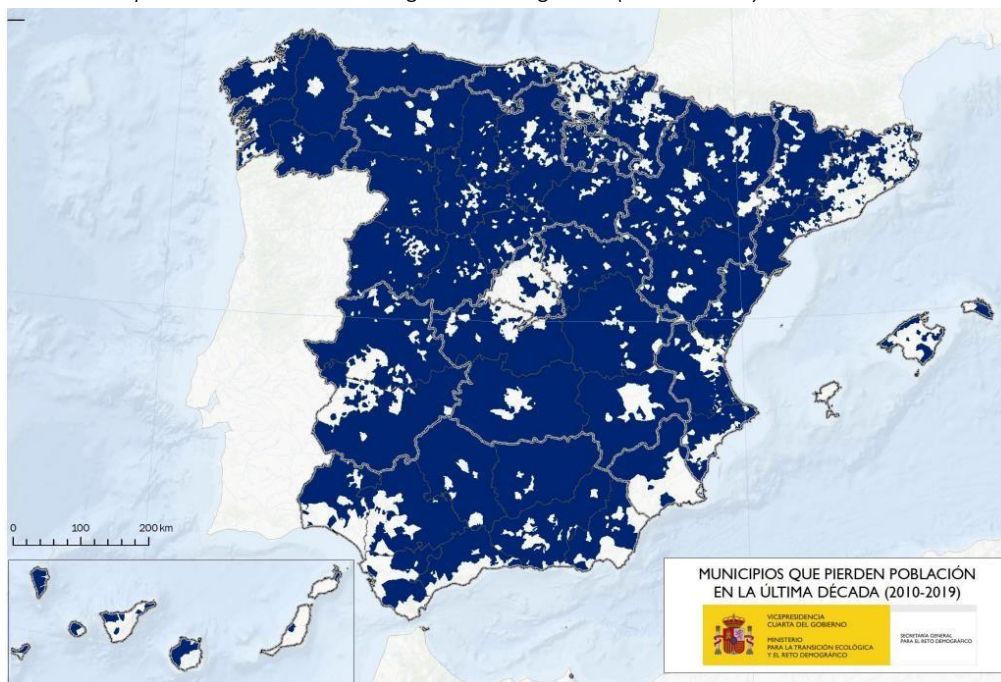 0 100 200 km
MUNICIPIOS QUE PIERDEN POBLACIÓN
EN LA ÚLTIMA DÉCADA (2010-2019)
VICEPRESIDENCIA
CUARTA DEL GOBIERNO
MINISTERIO
PARA LA TRANSICIÓN ECOLÓGICA
Y EL RETO DEMOGRÁFICO
SECRETARÍA GENERAL
PARA EL RETO DEMOGRÁFICO